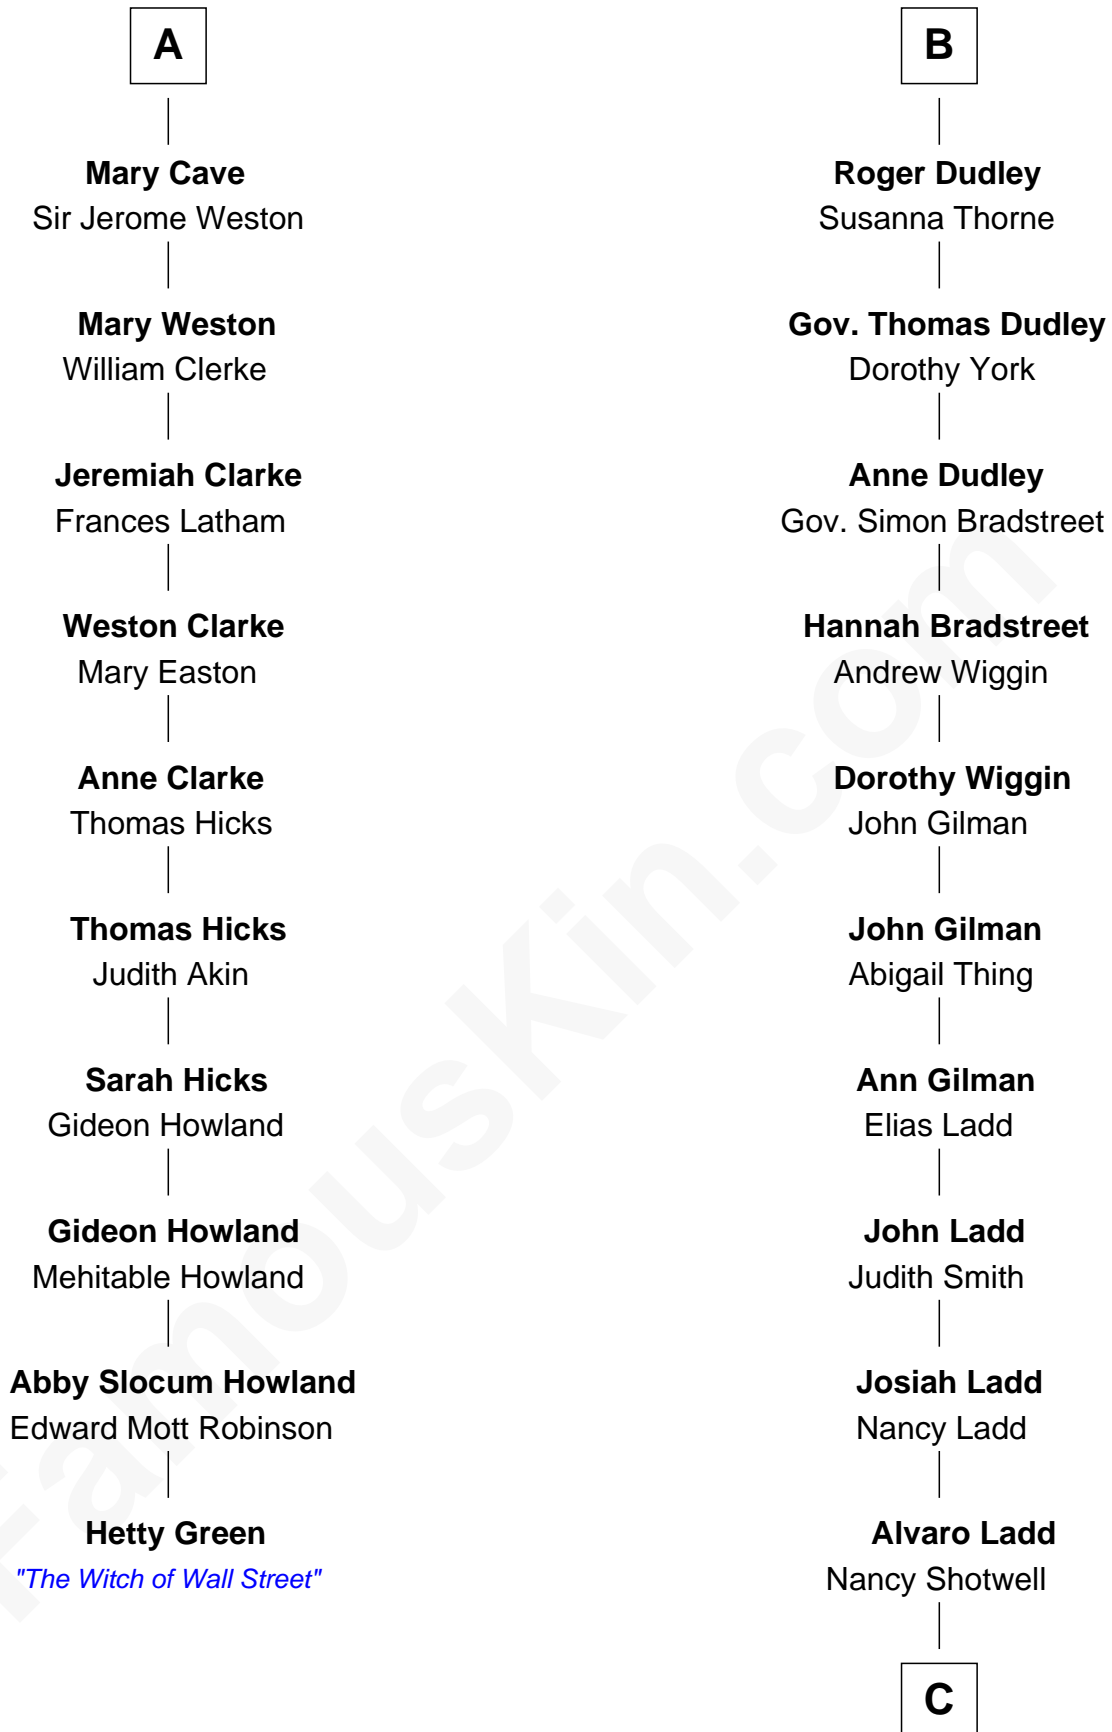 A
Mary Cave
Sir Jerome Weston
Mary Weston
William Clerke
Jeremiah Clarke
Frances Latham
Weston Clarke
Mary Easton
Anne Clarke
Thomas Hicks
Thomas Hicks
Judith Akin
Sarah Hicks
Gideon Howland
Gideon Howland
Mehitable Howland
Abby Slocum Howland
Edward Mott Robinson
Hetty Green
"The Witch of Wall Street"
B
Roger Dudley
Susanna Thorne
Gov. Thomas Dudley
Dorothy York
Anne Dudley
Gov. Simon Bradstreet
Hannah Bradstreet
Andrew Wiggin
Dorothy Wiggin
John Gilman
John Gilman
Abigail Thing
Ann Gilman
Elias Ladd
John Ladd
Judith Smith
Josiah Ladd
Nancy Ladd
Alvaro Ladd
Nancy Shotwell
C
FamousKin.com